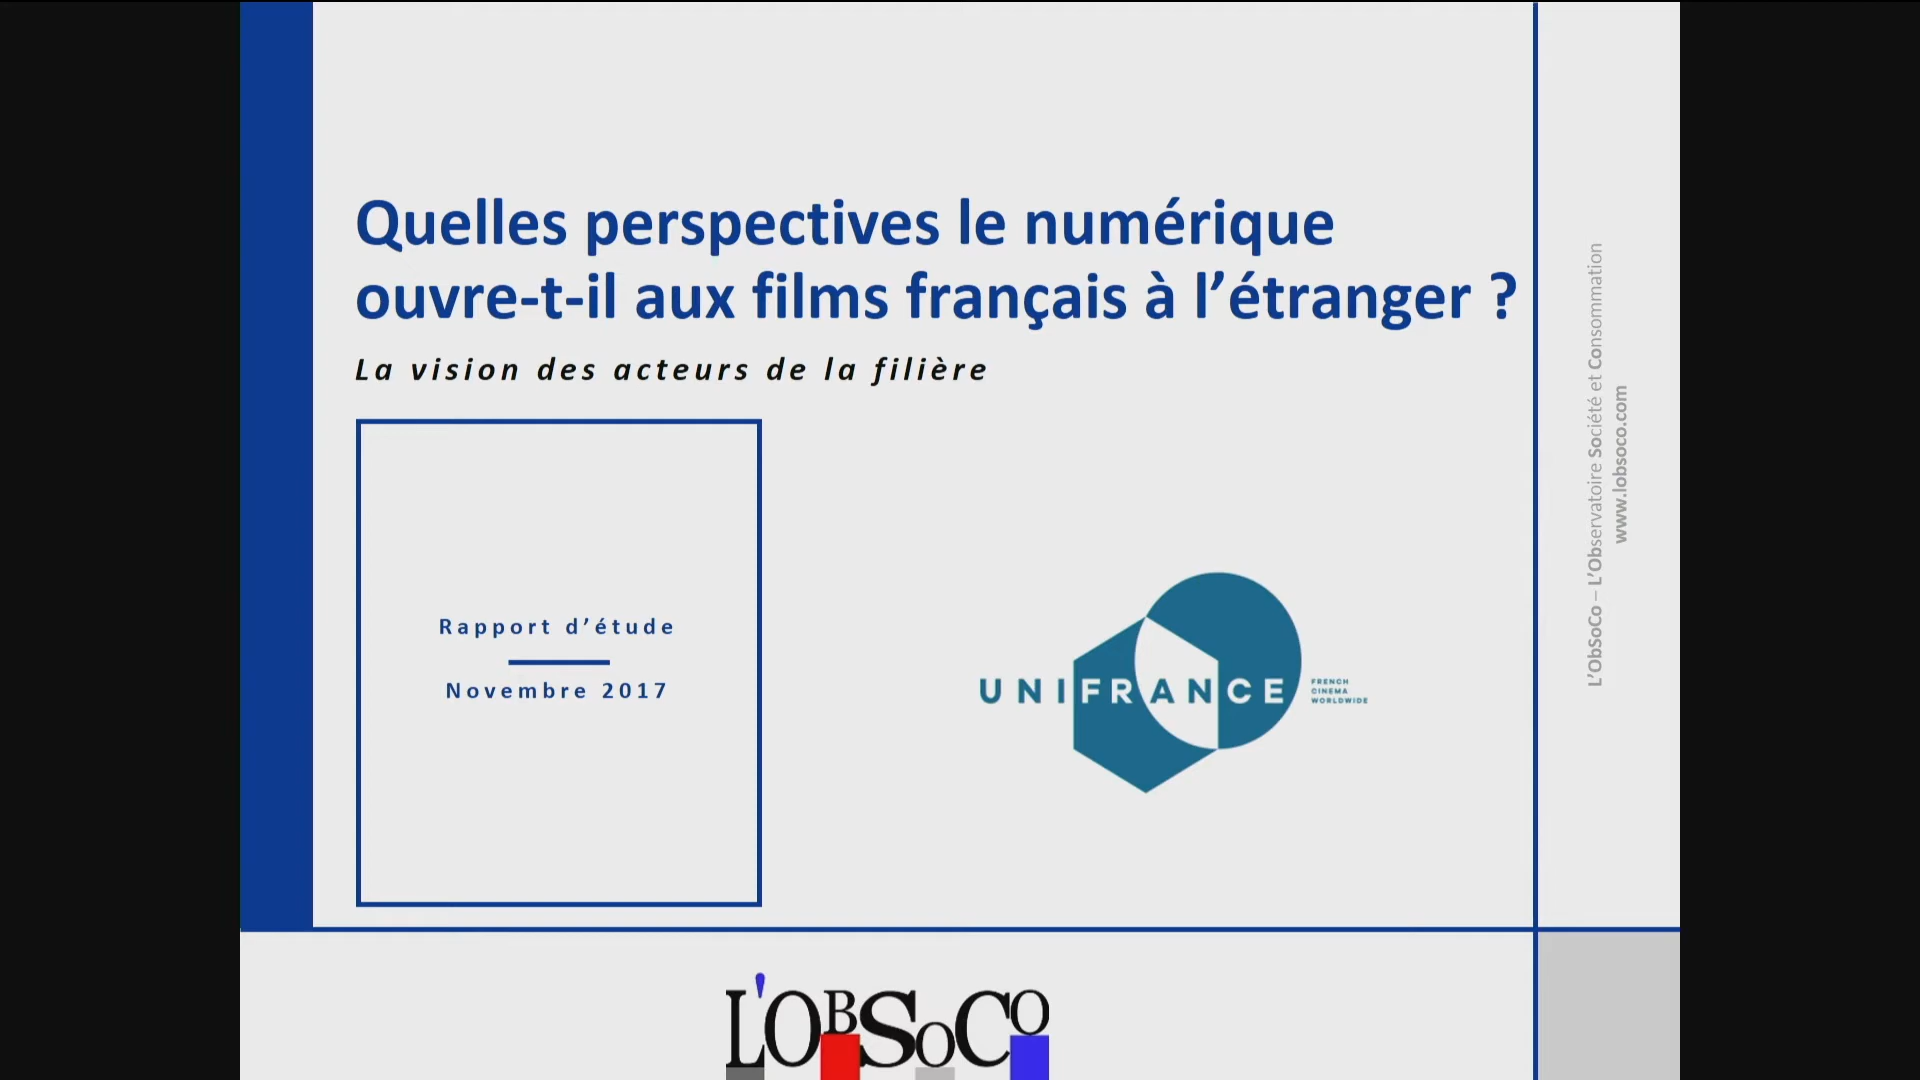 Quelles perspectives le numérique
ouvre-t-il aux films français à l’étranger ?
La vision des acteurs de la filière
Rapport d’étude
Novembre 2017
UNIFRANCE
FRENCH
CINEMA
WORLDWIDE
L’ObSoCo – L’Observatoire Société et Consommation
www.lobsoco.com
L'OBSOCO